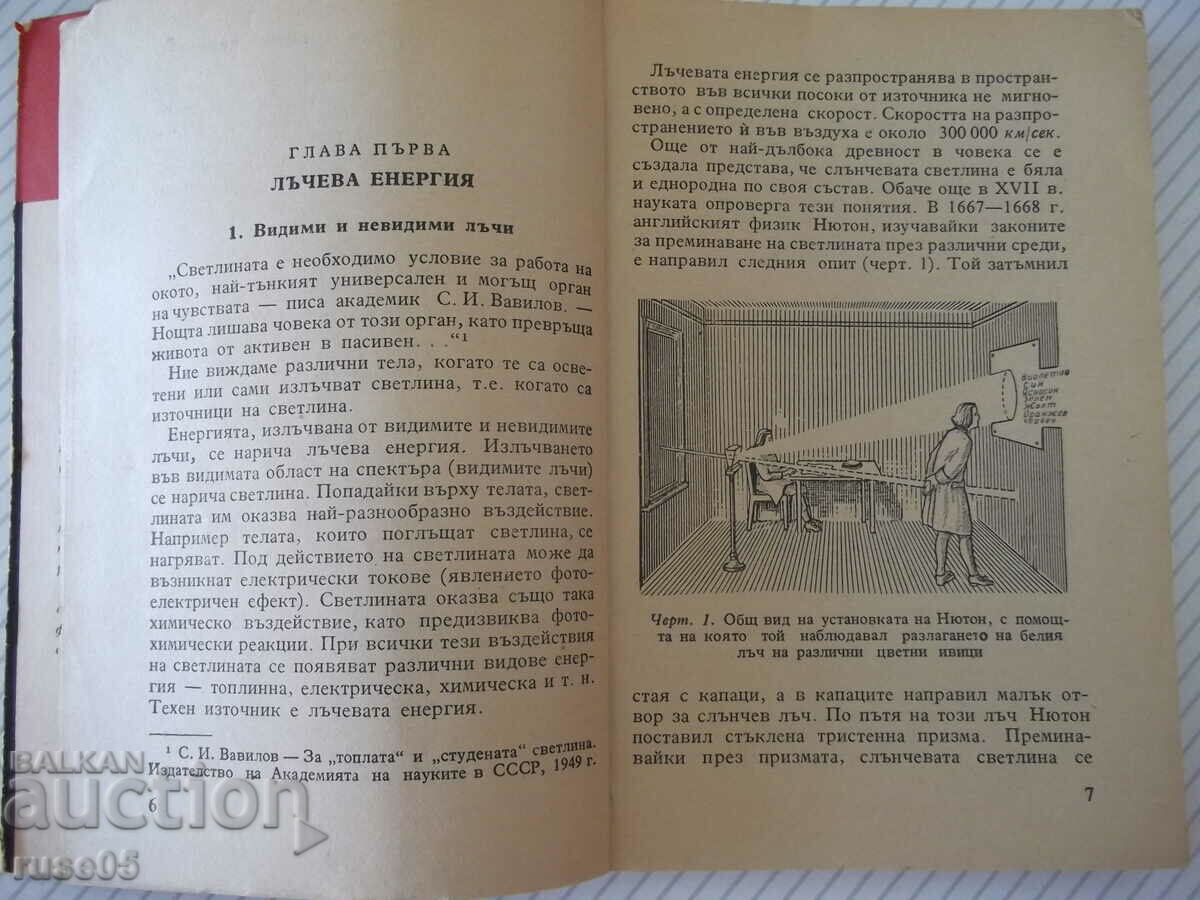 ГЛАВА ПЪРВА
ЛЪЧЕВА ЕНЕРГИЯ
1. Видими и невидими лъчи
„Светлината е необходимо условие за работа на
окото, най-тънкият универсален и могъщ орган
на чувствата — писа академик С. И. Вавилов. —
Нощта лишава човека от този орган, като превръща
живота от активен в пасивен. . .“¹
Ние виждаме различни тела, когато те са осве-
тени или сами излъчват светлина, т.е. когато са
източници на светлина.
Енергията, излъчвана от видимите и невидимите
лъчи, се нарича лъчева енергия. Излъчването
във видимата област на спектъра (видимите лъчи)
се нарича светлина. Попадайки върху телата, свет-
лината им оказва най-разнообразно въздействие.
Например телата, които поглъщат светлина, се
нагряват. Под действието на светлината може да
възникнат електрически токове (явлението фото-
електричен ефект). Светлината оказва също така
химическо въздействие, като предизвиква фото-
химически реакции. При всички тези въздействия
на светлината се появяват различни видове енер-
гия — топлинна, електрическа, химическа и т. н.
Техен източник е лъчевата енергия.
¹ С. И. Вавилов — За „топлата“ и „студената“ светлина.
Издателство на Академията на науките в СССР, 1949 г.
6
Лъчевата енергия се разпространява в простран-
ството във всички посоки от източника не мигно-
вено, а с определена скорост. Скоростта на разпро-
странението ѝ във въздуха е около 300 000 км/сек.
Още от най-дълбока древност в човека се е
създала представа, че слънчевата светлина е бяла
и еднородна по своя състав. Обаче още в XVII в.
науката опроверга тези понятия. В 1667—1668 г.
английският физик Нютон, изучавайки законите
за преминаване на светлината през различни среди,
е направил следния опит (черт. 1). Той затъмнил
Виолетов
Син
Ясносин
Зелен
Жълт
Оранжев
Червен
Черт. 1. Общ вид на установката на Нютон, с помощ-
та на която той наблюдавал разлагането на белия
лъч на различни цветни ивици
стая с капаци, а в капаците направил малък от-
вор за слънчев лъч. По пътя на този лъч Нютон
поставил стъклена тристенна призма. Премина-
вайки през призмата, слънчевата светлина се
7
BALKAN
auction
ruse05